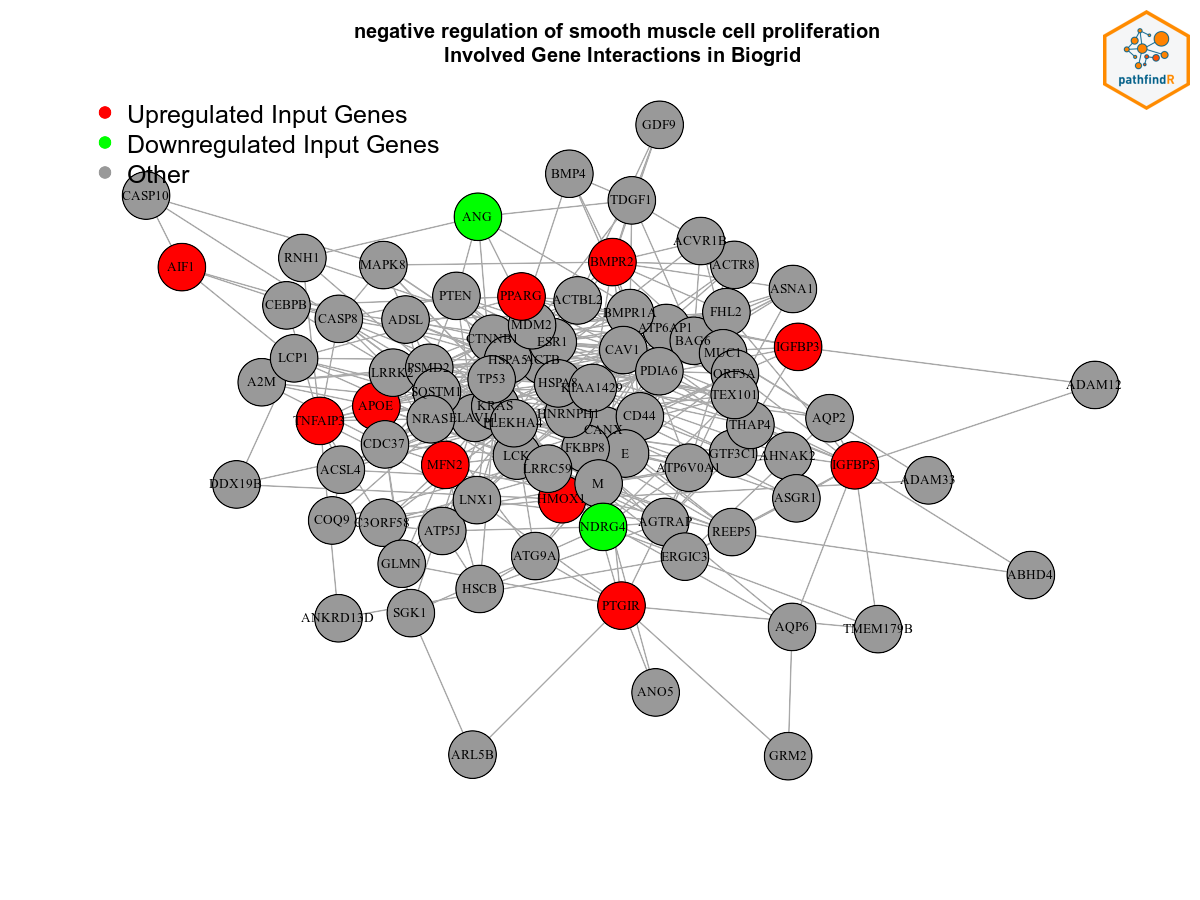 negative regulation of smooth muscle cell proliferation
Involved Gene Interactions in Biogrid
pathfindR
Upregulated Input Genes
Downregulated Input Genes
Other
GDF9
BMP4
CASP10
TDGF1
ANG
ACVR1B
RNH1
MAPK8
AIF1
BMPR2
ACTR8
ASNA1
PTEN
PPARG
ACTBL2
CEBPB
CASP8
ADSL
BMPR1A
FHL2
MDM2
ATP6AP1
CTNNB1
ESR1
BAG6
IGFBP3
CAV1
MUC1
LCP1
HSPA5
ACTB
PSMD2
LRRK2
PDIA6
ORF3A
A2M
TP53
HSPA8
KIAA1429
ADAM12
SQSTM1
TEX101
APOE
KRAS
HNRNPH1
CD44
AQP2
TNFAIP3
NRAS
ELAVL1
PLEKHA4
CANX
THAP4
CDC37
FKBP8
E
GTF3C1
AHNAK2
LCK
MFN2
ACSL4
LRRC59
ATP6V0A1
IGFBP5
DDX19B
M
ADAM33
LNX1
HMOX1
ASGR1
COQ9
C3ORF58
ATP5J
NDRG4
AGTRAP
REEP5
ATG9A
ERGIC3
GLMN
ABHD4
HSCB
PTGIR
ANKRD13D
SGK1
AQP6
TMEM179B
ANO5
ARL5B
GRM2